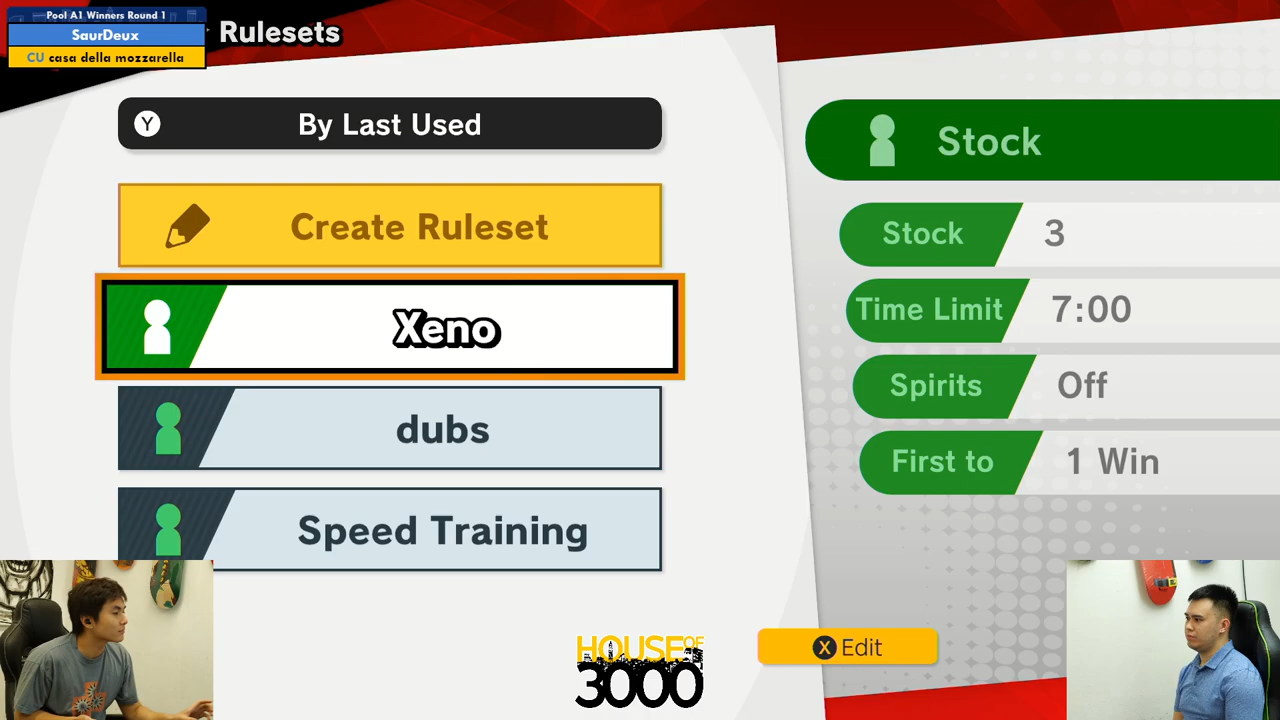 Pool A1 Winners Round 1
SaurDeux
CU casa della mozzarella
Rulesets
Y By Last Used
Create Ruleset
Xeno
dubs
Speed Training
Stock
Stock 3
Time Limit 7:00
Spirits Off
First to 1 Win
X Edit
HOUSE OF
3000